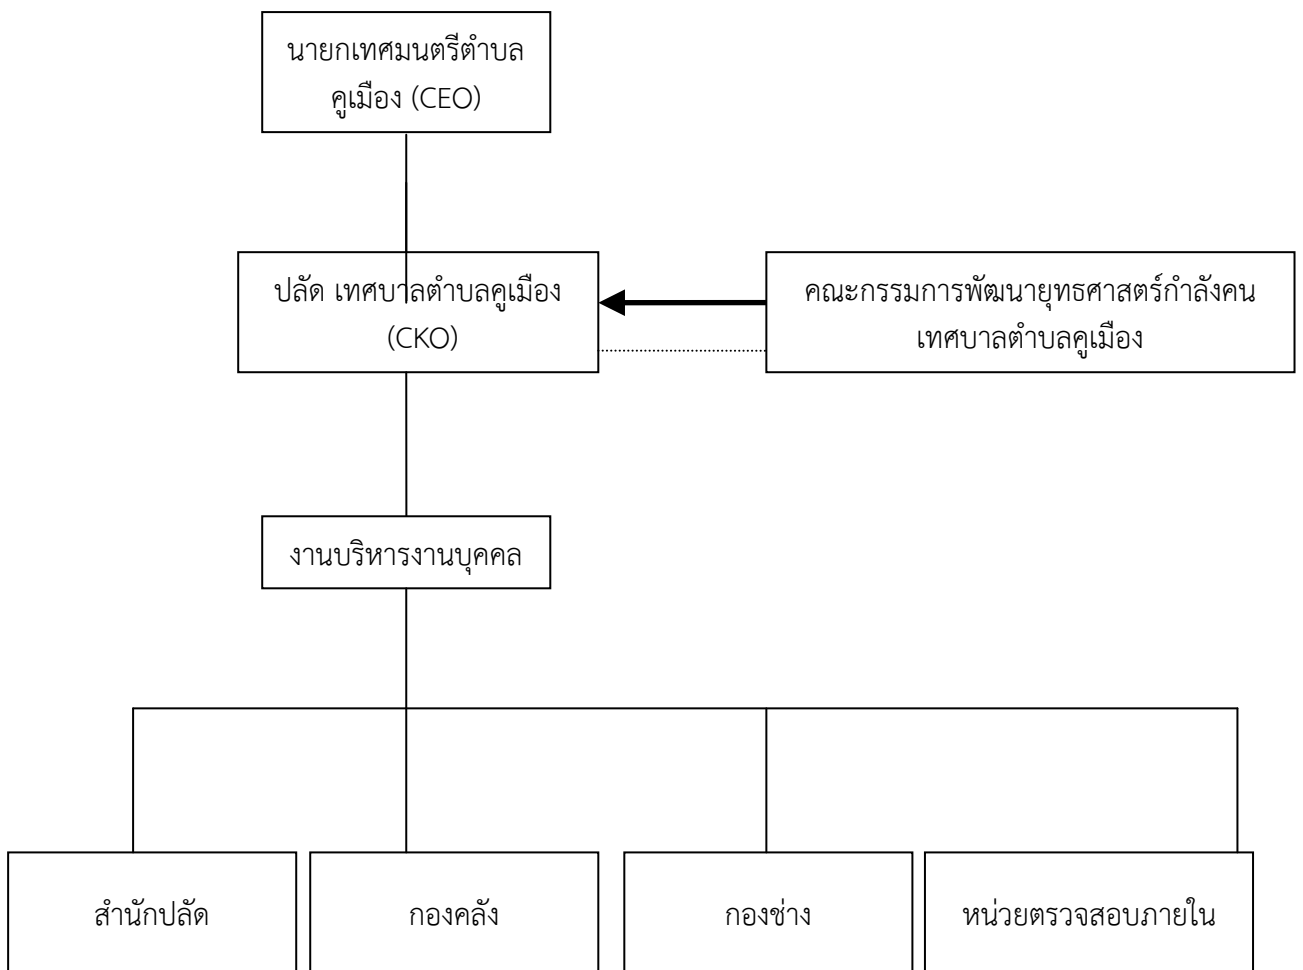 นายกเทศมนตรีตำบล
คูเมือง (CEO)
ปลัด เทศบาลตำบลคูเมือง
(CKO)
คณะกรรมการพัฒนายุทธศาสตร์กำลังคน
เทศบาลตำบลคูเมือง
งานบริหารงานบุคคล
สำนักปลัด
กองคลัง
กองช่าง
หน่วยตรวจสอบภายใน